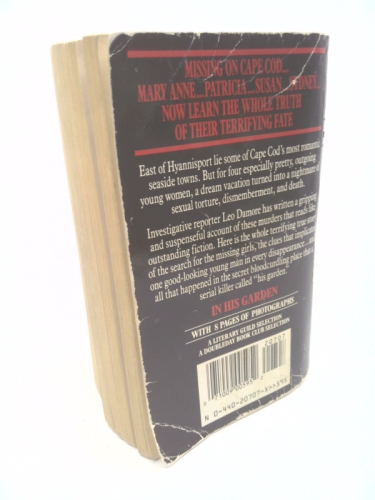 MISSING ON CAPE COD...
MARY ANNE...PATRICIA...SUSAN...SYDNEY...
NOW LEARN THE WHOLE TRUTH
OF THEIR TERRIFYING FATE
East of Hyannisport lie some of Cape Cod's most romantic
seaside towns. But for four especially pretty, outgoing
young women, a dream vacation turned into a nightmare of
sexual torture, dismemberment, and death.
Investigative reporter Leo Damore has written a gripping
and suspenseful account of these murders that reads like
outstanding fiction. Here is the whole terrifying true story
of the search for the missing girls, the clues that implicated
one good-looking young man in every disappearance...and
all that happened in the secret bloodcurdling place that a
serial killer called "his garden."
IN HIS GARDEN
WITH 8 PAGES OF PHOTOGRAPHS
A LITERARY GUILD SELECTION
A DOUBLEDAY BOOK CLUB SELECTION
20707
N 0-440-20707-5